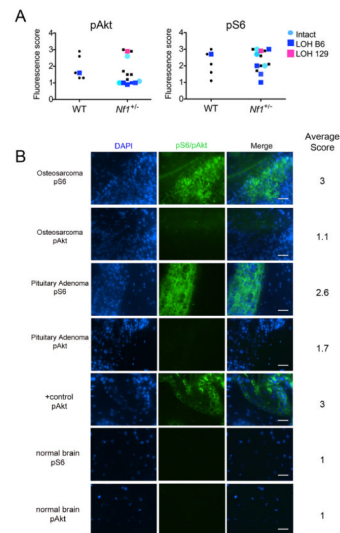 A
pAkt
pS6
Fluorescence score
4
3
2
1
0
WT
Nf1+/-
Fluorescence score
4
3
2
1
0
WT
Nf1+/-
Intact
LOH B6
LOH 129
B
DAPI
pS6/pAkt
Merge
Average
Score
Osteosarcoma
pS6
3
Osteosarcoma
pAkt
1.1
Pituitary Adenoma
pS6
2.6
Pituitary Adenoma
pAkt
1.7
+control
pAkt
3
normal brain
pS6
1
normal brain
pAkt
1